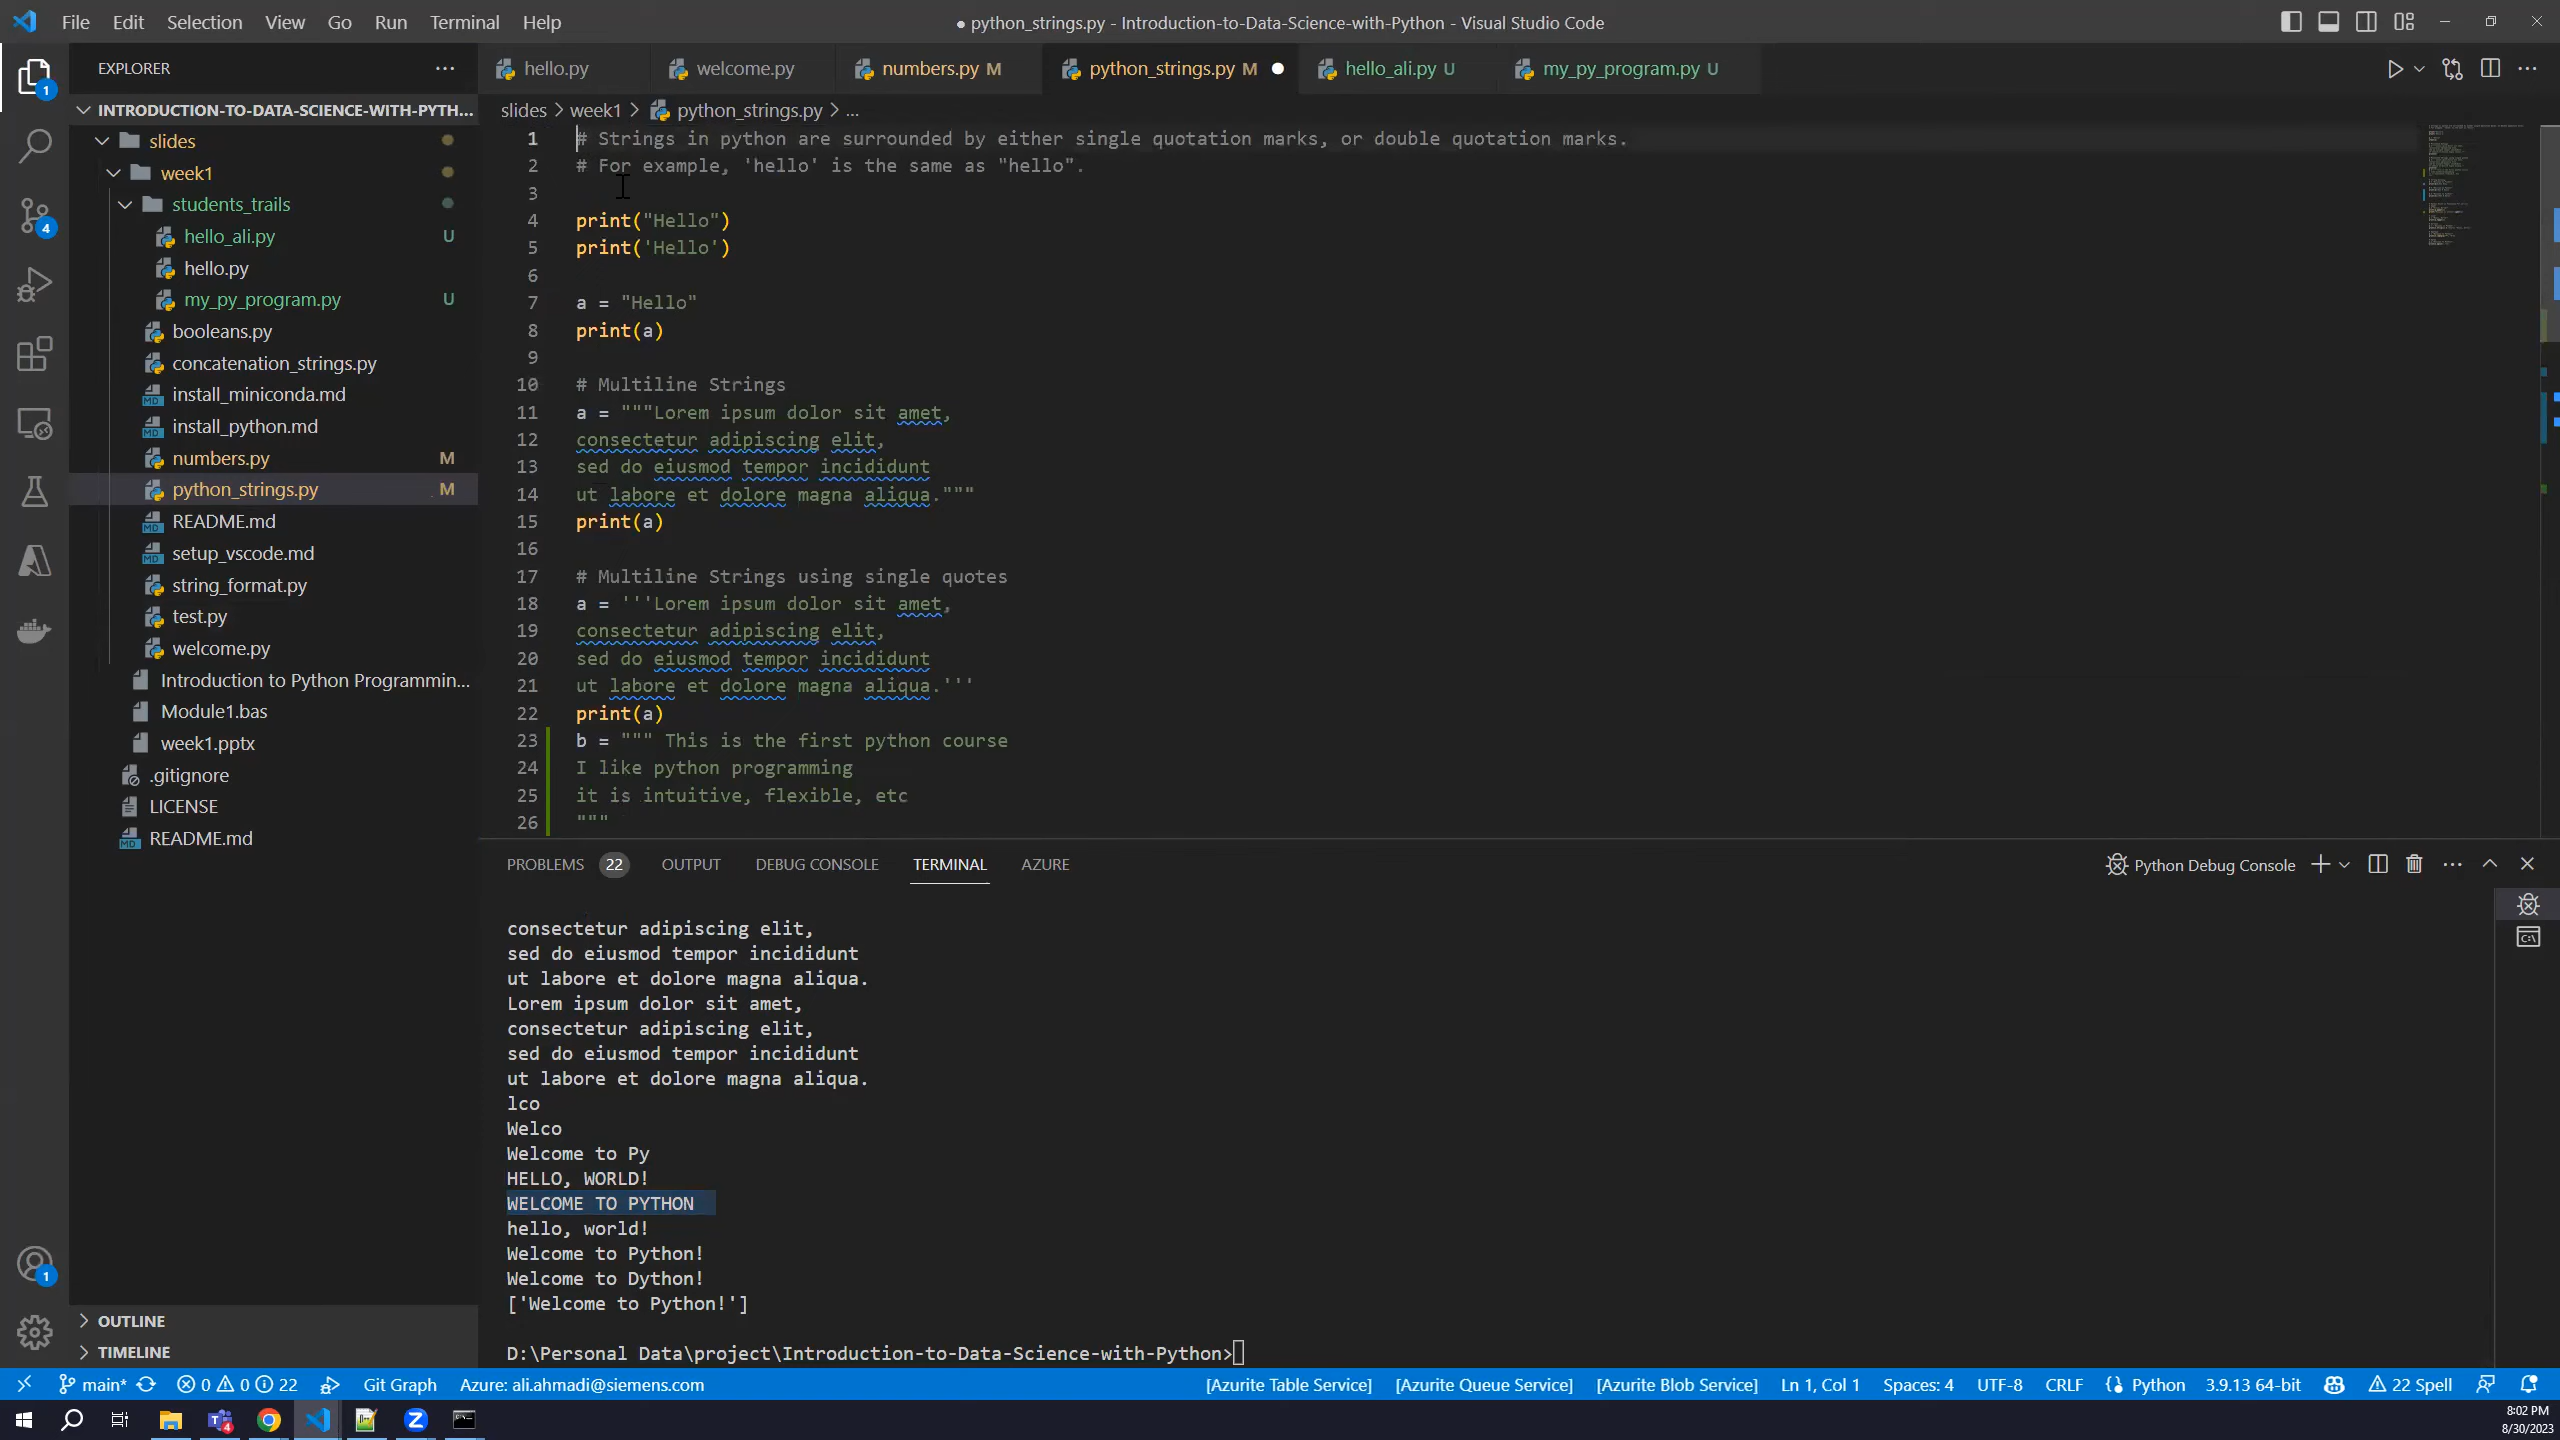 File Edit Selection View Go Run Terminal Help
● python_strings.py - Introduction-to-Data-Science-with-Python - Visual Studio Code
EXPLORER
INTRODUCTION-TO-DATA-SCIENCE-WITH-PYTH...
slides
week1
students_trails
hello_ali.py U
hello.py
my_py_program.py U
booleans.py
concatenation_strings.py
install_miniconda.md
install_python.md
numbers.py M
python_strings.py M
README.md
setup_vscode.md
string_format.py
test.py
welcome.py
Introduction to Python Programmin...
Module1.bas
week1.pptx
.gitignore
LICENSE
README.md
OUTLINE
TIMELINE
1
4
1
hello.py welcome.py numbers.py M python_strings.py M hello_ali.py U my_py_program.py U
slides > week1 > python_strings.py > ...
1 # Strings in python are surrounded by either single quotation marks, or double quotation marks.
2 # For example, 'hello' is the same as "hello".
3
4 print("Hello")
5 print('Hello')
6
7 a = "Hello"
8 print(a)
9
10 # Multiline Strings
11 a = """Lorem ipsum dolor sit amet,
12 consectetur adipiscing elit,
13 sed do eiusmod tempor incididunt
14 ut labore et dolore magna aliqua."""
15 print(a)
16
17 # Multiline Strings using single quotes
18 a = '''Lorem ipsum dolor sit amet,
19 consectetur adipiscing elit,
20 sed do eiusmod tempor incididunt
21 ut labore et dolore magna aliqua.'''
22 print(a)
23 b = """ This is the first python course
24 I like python programming
25 it is intuitive, flexible, etc
26 """
PROBLEMS 22 OUTPUT DEBUG CONSOLE TERMINAL AZURE
Python Debug Console
consectetur adipiscing elit,
sed do eiusmod tempor incididunt
ut labore et dolore magna aliqua.
Lorem ipsum dolor sit amet,
consectetur adipiscing elit,
sed do eiusmod tempor incididunt
ut labore et dolore magna aliqua.
lco
Welco
Welcome to Py
HELLO, WORLD!
WELCOME TO PYTHON
hello, world!
Welcome to Python!
Welcome to Dython!
['Welcome to Python!']
D:\Personal Data\project\Introduction-to-Data-Science-with-Python>
main* 0 0 22 Git Graph Azure: ali.ahmadi@siemens.com
[Azurite Table Service] [Azurite Queue Service] [Azurite Blob Service] Ln 1, Col 1 Spaces: 4 UTF-8 CRLF Python 3.9.13 64-bit 22 Spell
8:02 PM
8/30/2023